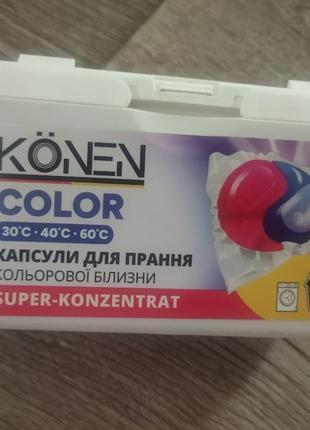 KÖNEN
COLOR
30°C · 40°C · 60°C
КАПСУЛИ ДЛЯ ПРАННЯ
КОЛЬОРОВОЇ БІЛИЗНИ
SUPER-KONZENTRAT